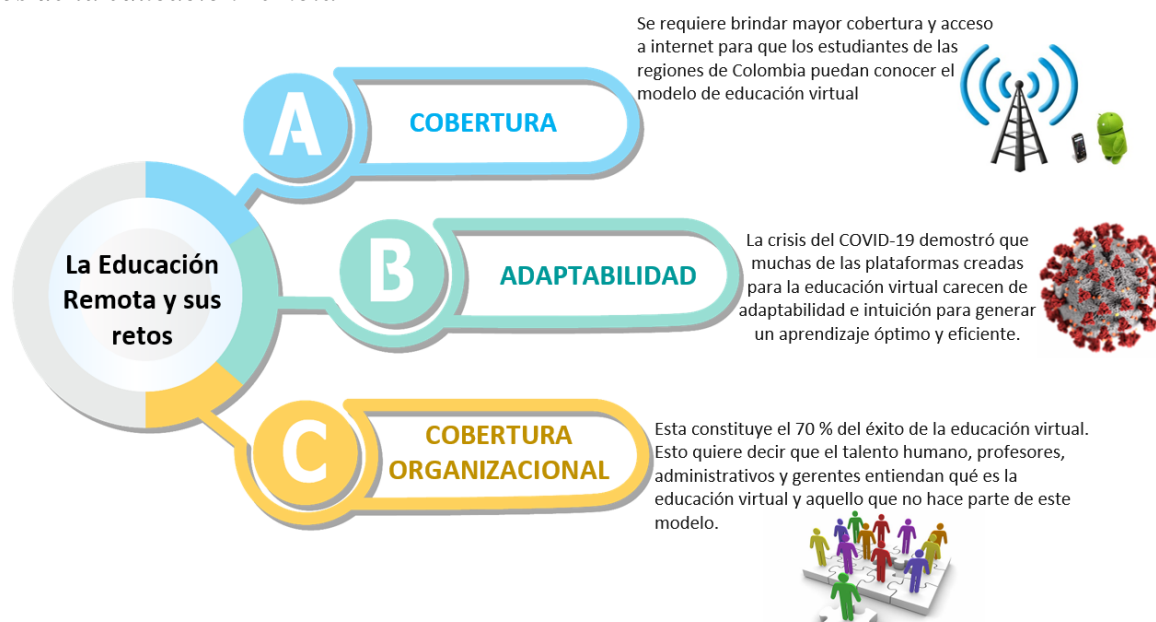 La Educación
Remota y sus
retos
A
COBERTURA
Se requiere brindar mayor cobertura y acceso
a internet para que los estudiantes de las
regiones de Colombia puedan conocer el
modelo de educación virtual
B
ADAPTABILIDAD
La crisis del COVID-19 demostró que
muchas de las plataformas creadas
para la educación virtual carecen de
adaptabilidad e intuición para generar
un aprendizaje óptimo y eficiente.
C
COBERTURA
ORGANIZACIONAL
Esta constituye el 70 % del éxito de la educación virtual.
Esto quiere decir que el talento humano, profesores,
administrativos y gerentes entiendan qué es la
educación virtual y aquello que no hace parte de este
modelo.